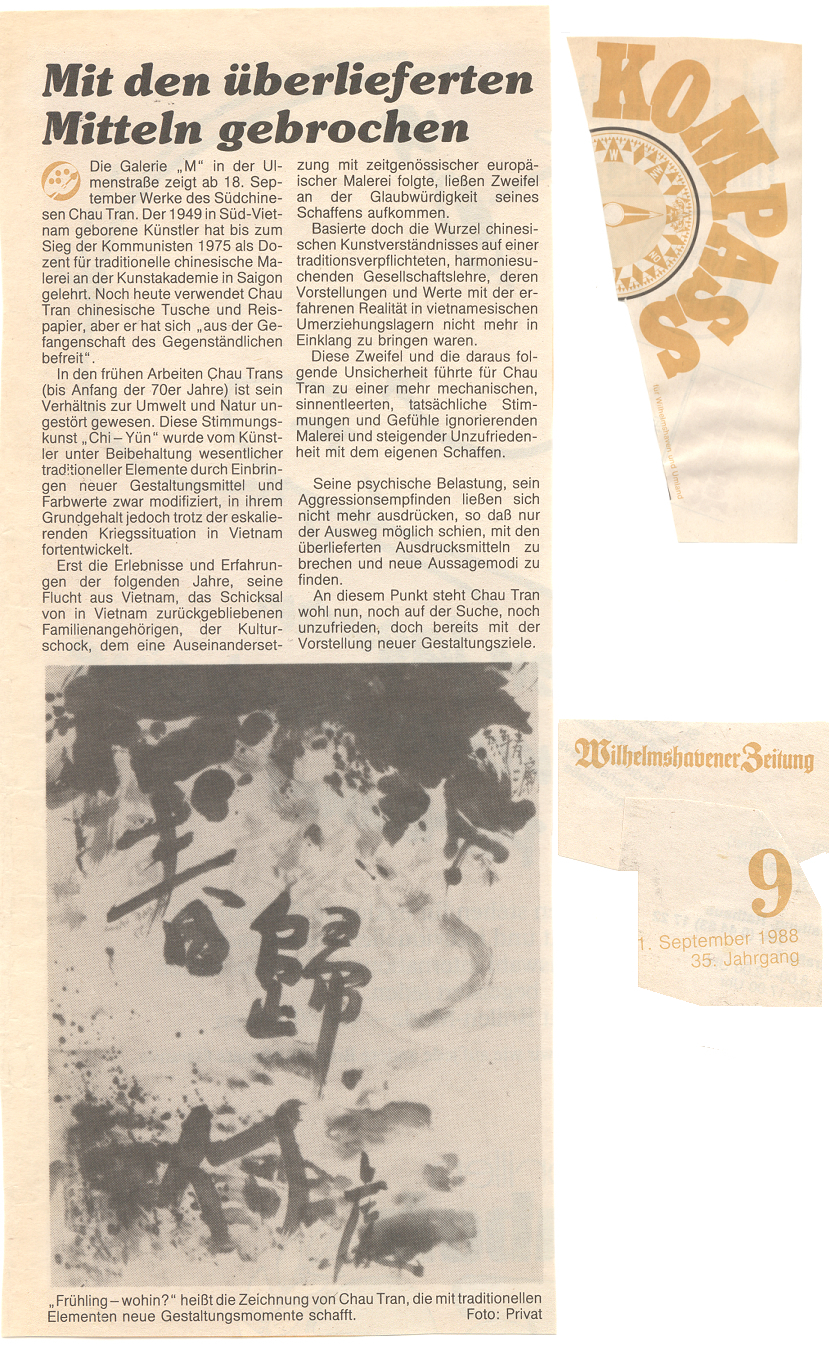 Mit den überlieferten
Mitteln gebrochen
Die Galerie „M“ in der Ul-
menstraße zeigt ab 18. Sep-
tember Werke des Südchine-
sen Chau Tran. Der 1949 in Süd-Viet-
nam geborene Künstler hat bis zum
Sieg der Kommunisten 1975 als Do-
zent für traditionelle chinesische Ma-
lerei an der Kunstakademie in Saigon
gelehrt. Noch heute verwendet Chau
Tran chinesische Tusche und Reis-
papier, aber er hat sich „aus der Ge-
fangenschaft des Gegenständlichen
befreit“.
In den frühen Arbeiten Chau Trans
(bis Anfang der 70er Jahre) ist sein
Verhältnis zur Umwelt und Natur un-
gestört gewesen. Diese Stimmungs-
kunst „Chi – Yün“ wurde vom Künst-
ler unter Beibehaltung wesentlicher
traditioneller Elemente durch Einbrin-
gen neuer Gestaltungsmittel und
Farbwerte zwar modifiziert, in ihrem
Grundgehalt jedoch trotz der eskalie-
renden Kriegssituation in Vietnam
fortentwickelt.
Erst die Erlebnisse und Erfahrun-
gen der folgenden Jahre, seine
Flucht aus Vietnam, das Schicksal
von in Vietnam zurückgebliebenen
Familienangehörigen, der Kultur-
schock, dem eine Auseinanderset-
zung mit zeitgenössischer europä-
ischer Malerei folgte, ließen Zweifel
an der Glaubwürdigkeit seines
Schaffens aufkommen.
Basierte doch die Wurzel chinesi-
schen Kunstverständnisses auf einer
traditionsverpflichteten, harmoniesu-
chenden Gesellschaftslehre, deren
Vorstellungen und Werte mit der er-
fahrenen Realität in vietnamesischen
Umerziehungslagern nicht mehr in
Einklang zu bringen waren.
Diese Zweifel und die daraus fol-
gende Unsicherheit führte für Chau
Tran zu einer mehr mechanischen,
sinnentleerten, tatsächliche Stim-
mungen und Gefühle ignorierenden
Malerei und steigender Unzufrieden-
heit mit dem eigenen Schaffen.
Seine psychische Belastung, sein
Aggressionsempfinden ließen sich
nicht mehr ausdrücken, so daß nur
der Ausweg möglich schien, mit den
überlieferten Ausdrucksmitteln zu
brechen und neue Aussagemodi zu
finden.
An diesem Punkt steht Chau Tran
wohl nun, noch auf der Suche, noch
unzufrieden, doch bereits mit der
Vorstellung neuer Gestaltungsziele.
春歸
„Frühling – wohin?“ heißt die Zeichnung von Chau Tran, die mit traditionellen
Elementen neue Gestaltungsmomente schafft. Foto: Privat
KOMPASS
W
für Wilhelmshaven und Umland
Wilhelmshavener Zeitung
9
1. September 1988
35. Jahrgang